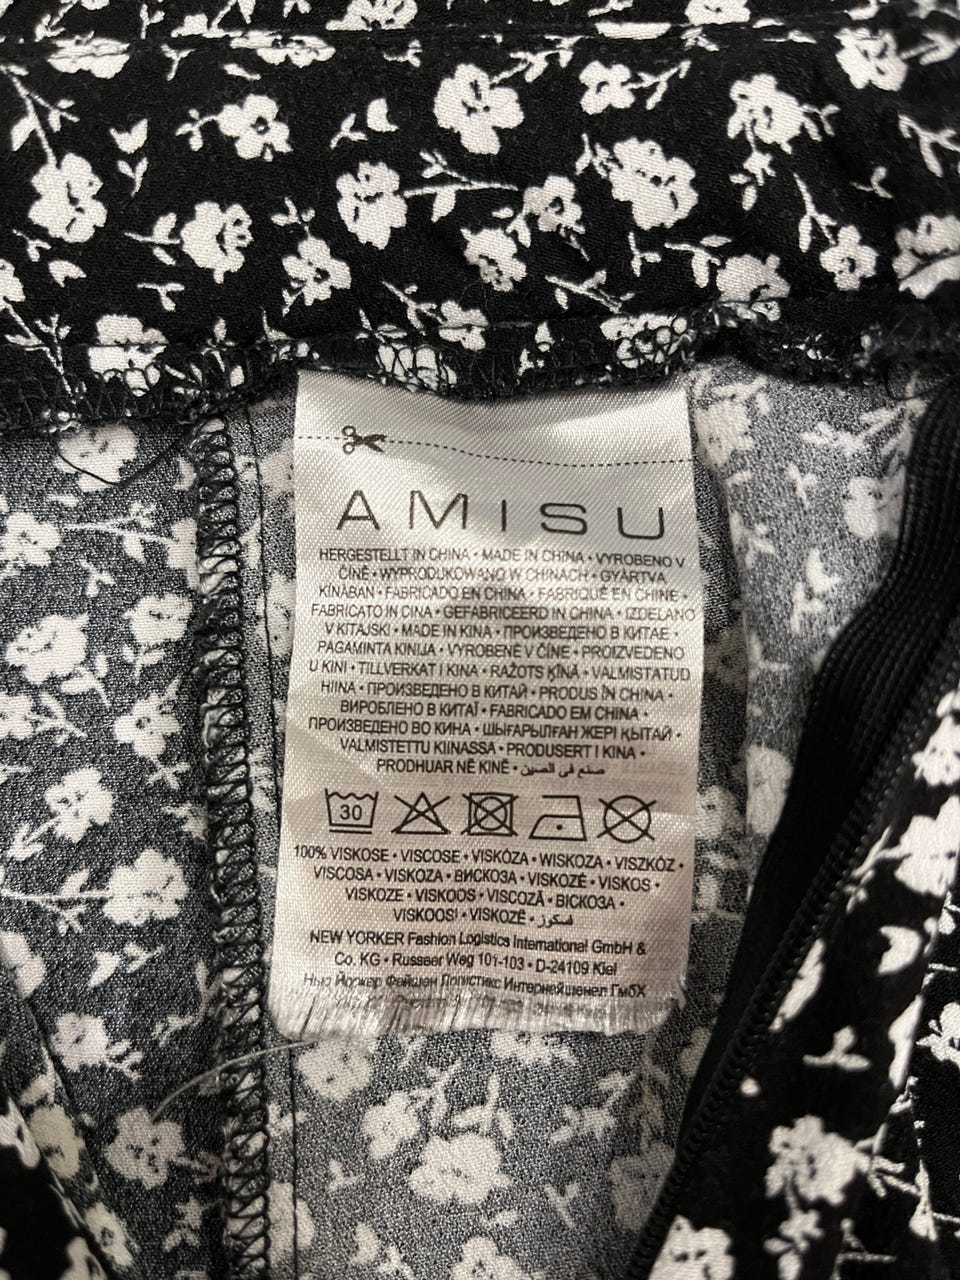 AMISU
HERGESTELLT IN CHINA • MADE IN CHINA • VYROBENO V
ČÍNĚ • WYPRODUKOWANO W CHINACH • GYÁRTVA
KÍNÁBAN • FABRICADO EN CHINA • FABRIQUÉ EN CHINE •
FABRICATO IN CINA • GEFABRICEERD IN CHINA • IZDELANO
V KITAJSKI • MADE IN KINA • ПРОИЗВЕДЕНО В КИТАЕ •
PAGAMINTA KINIJA • VYROBENÉ V ČÍNE • PROIZVEDENO
U KINI • TILLVERKAT I KINA • RAŽOTS ĶĪNĀ • VALMISTATUD
HIINA • ПРОИЗВЕДЕНО В КИТАЙ • PRODUS ÎN CHINA •
ВИРОБЛЕНО В КИТАЇ • FABRICADO EM CHINA •
ПРОИЗВЕДЕНО ВО КИНА • ШЫҒАРЫЛҒАН ЖЕРІ ҚЫТАЙ •
VALMISTETTU KIINASSA • PRODUSERT I KINA •
PRODHUAR NË KINË • صنع في الصين
30
100% VISKOSE • VISCOSE • VISKÓZA • WISKOZA • VISZKÓZ •
VISCOSA • VISKOZA • ВИСКОЗА • VISKOZĖ • VISKOS •
VISKOZE • VISKOOS • VISCOZĂ • ВІСКОЗА •
VISKOOSI • VISKOZË • فسكوز
NEW YORKER Fashion Logistics International GmbH &
Co. KG • Russeer Weg 101-103 • D-24109 Kiel
Нью Йоркер Фейшен Логистикс Интернейшенел ГмбХ